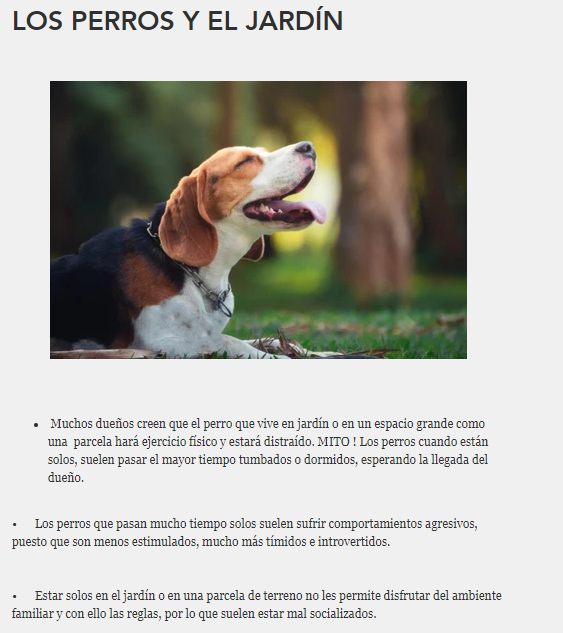 LOS PERROS Y EL JARDÍN
• Muchos dueños creen que el perro que vive en jardín o en un espacio grande como
una parcela hará ejercicio físico y estará distraído. MITO ! Los perros cuando están
solos, suelen pasar el mayor tiempo tumbados o dormidos, esperando la llegada del
dueño.
• Los perros que pasan mucho tiempo solos suelen sufrir comportamientos agresivos,
puesto que son menos estimulados, mucho más tímidos e introvertidos.
• Estar solos en el jardín o en una parcela de terreno no les permite disfrutar del ambiente
familiar y con ello las reglas, por lo que suelen estar mal socializados.